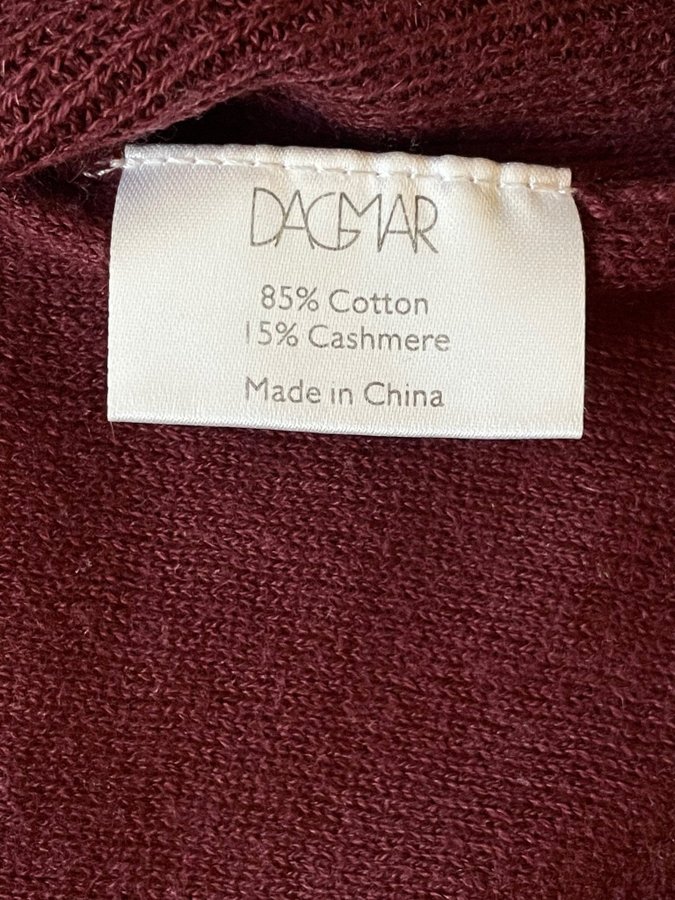 DAGMAR
85% Cotton
15% Cashmere
Made in China